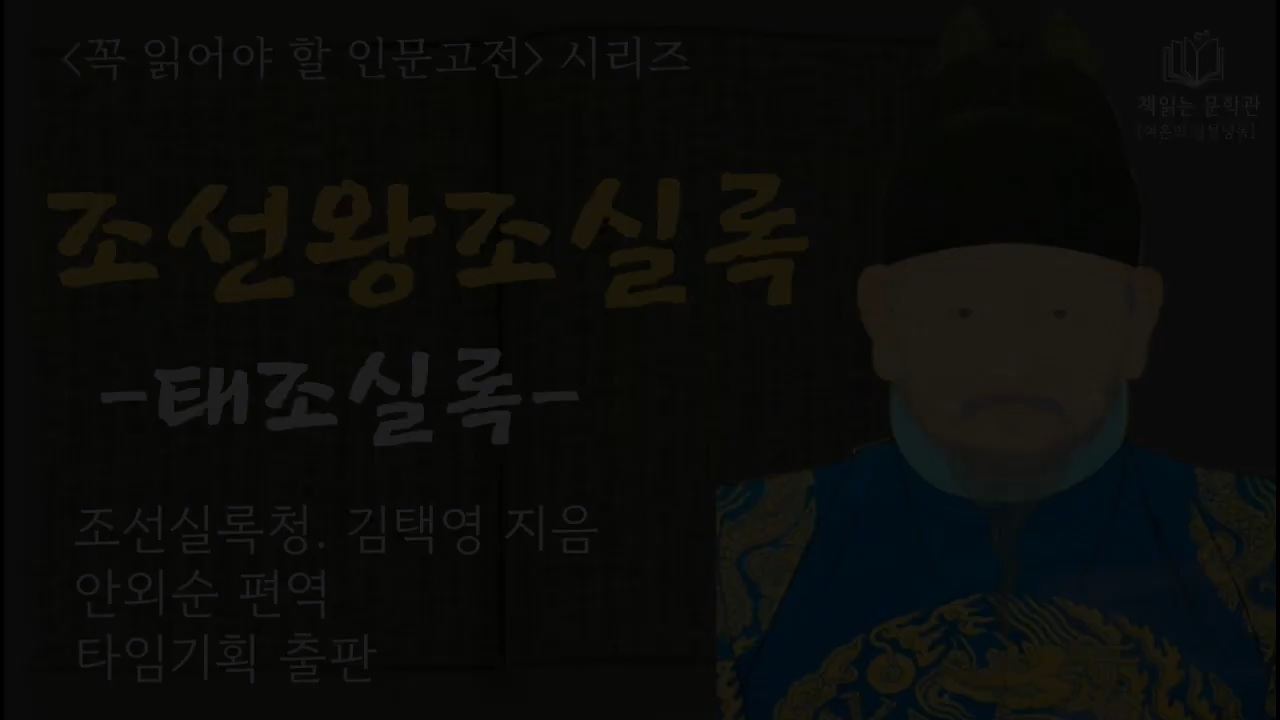 <꼭 읽어야 할 인문고전> 시리즈
책읽는 문학관
조선왕조실록
-태조실록-
조선실록청. 김택영 지음
안외순 편역
타임기획 출판